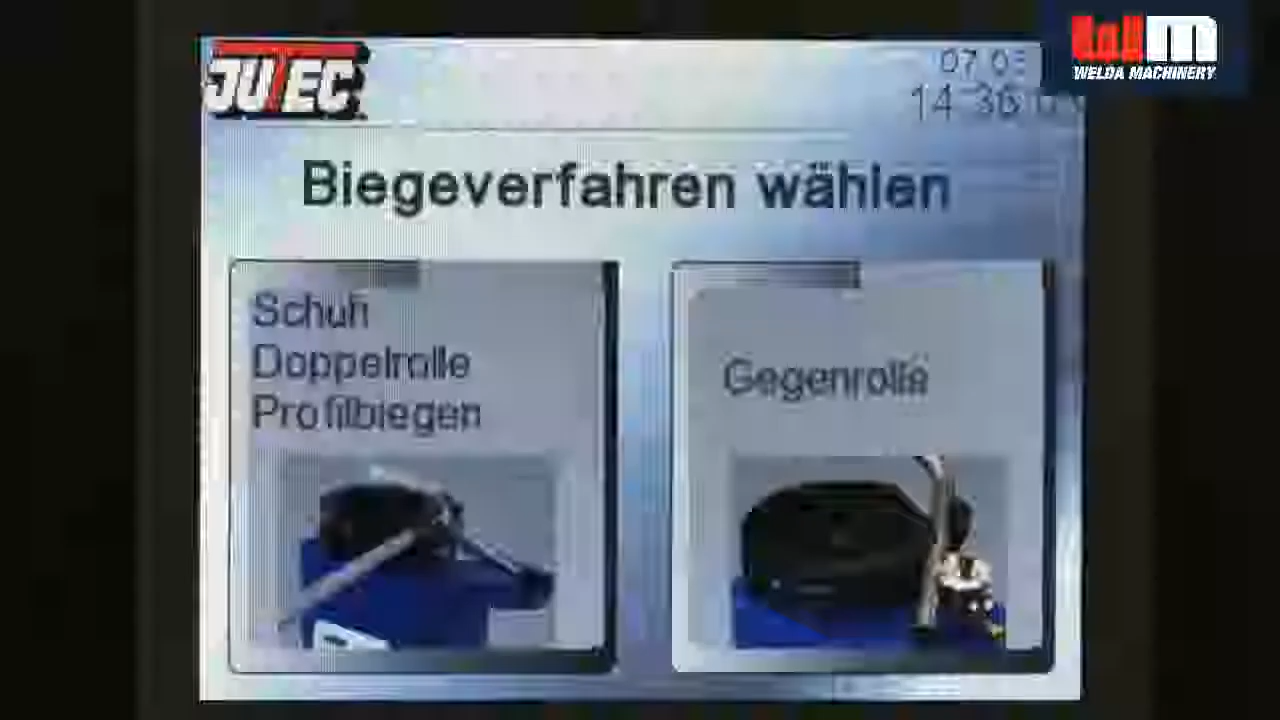 JUTEC
WELDA MACHINERY
Biegeverfahren wählen
Schuh
Doppelrolle
Profilbiegen
Gegenrolle